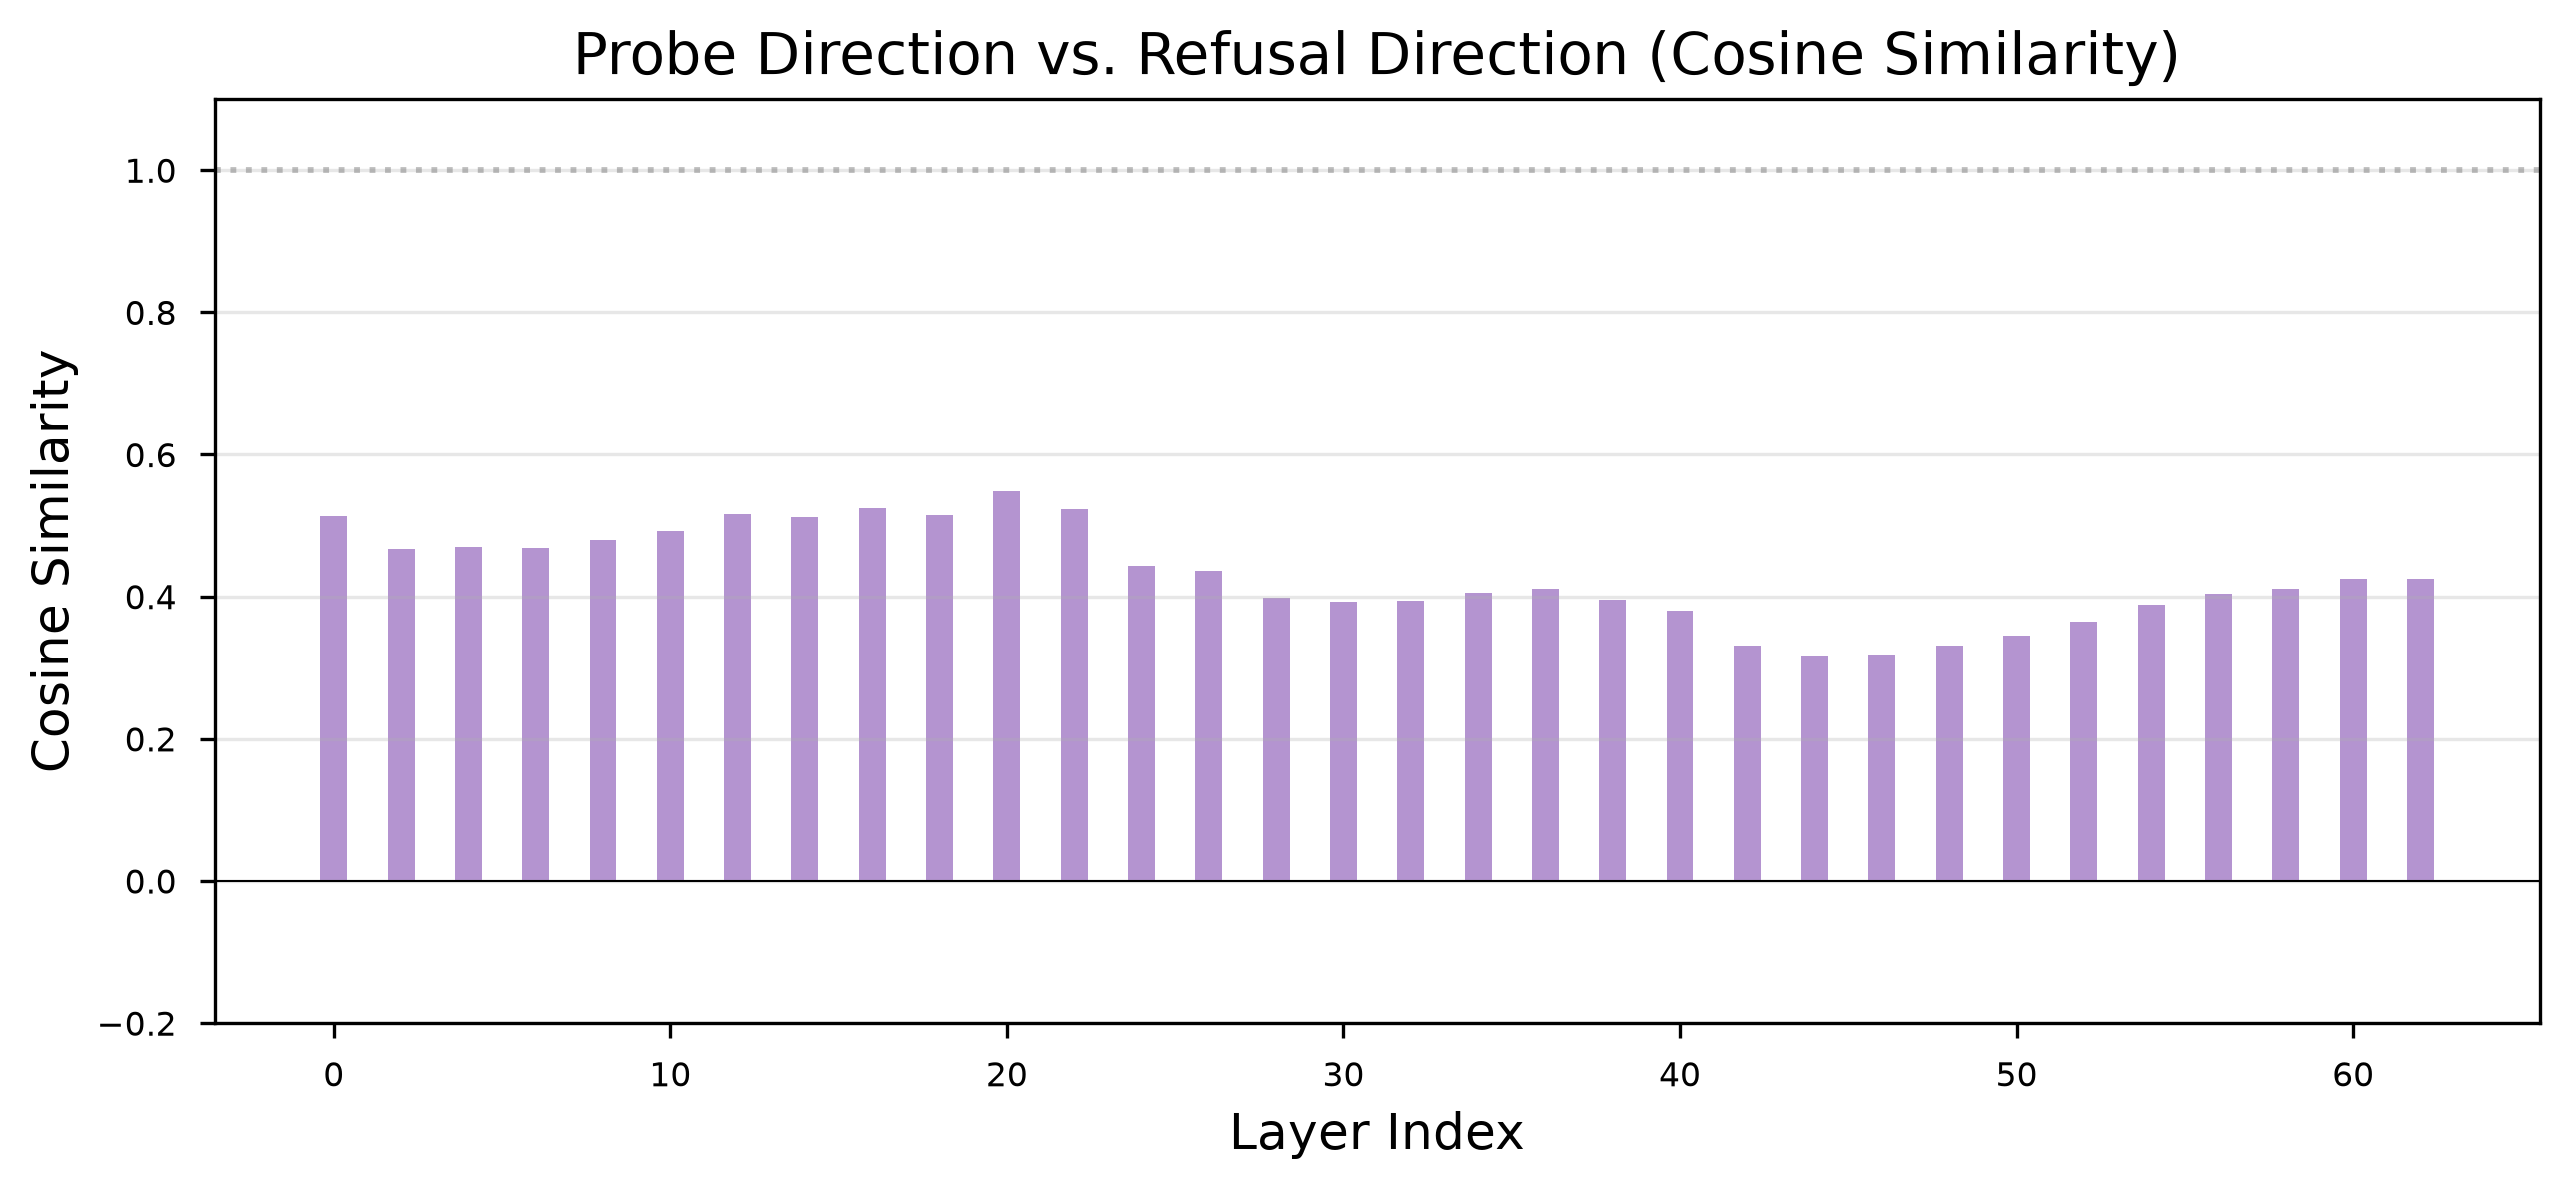 Probe Direction vs. Refusal Direction (Cosine Similarity)
1.0
0.8
0.6
0.4
0.2
0.0
−0.2
Cosine Similarity
0 10 20 30 40 50 60
Layer Index